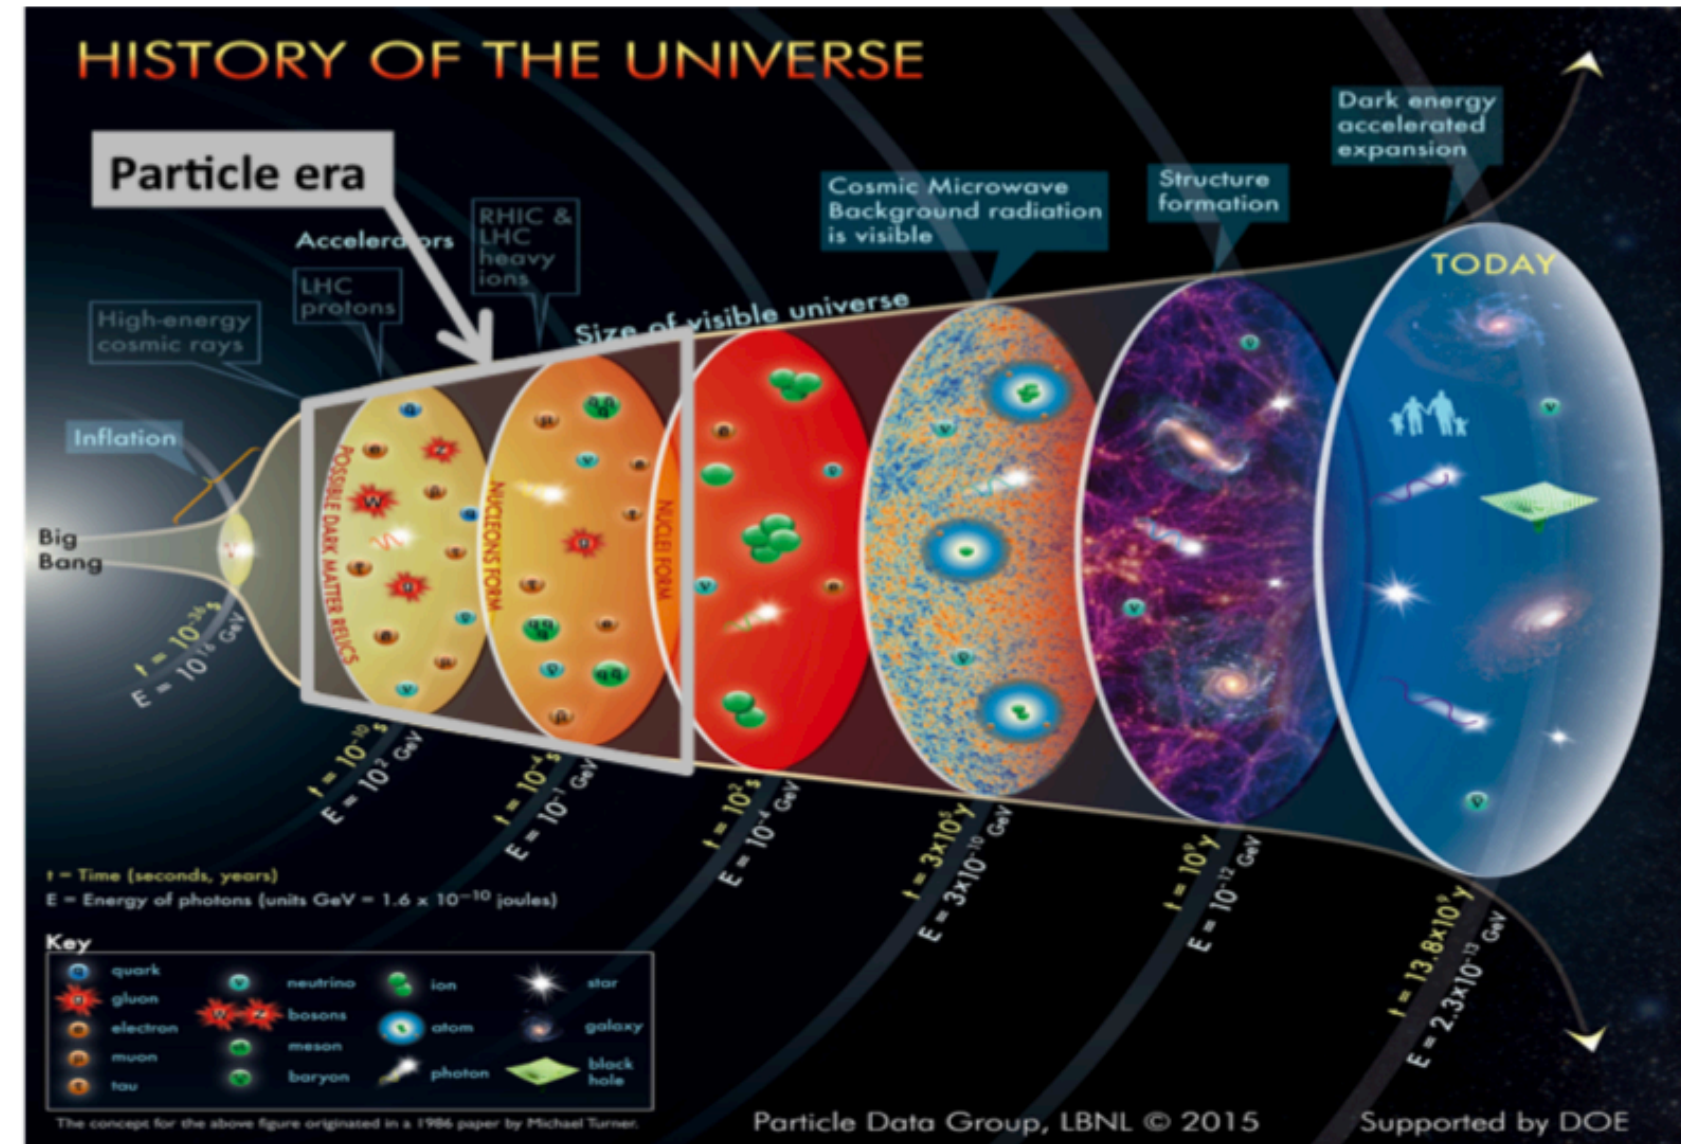 HISTORY OF THE UNIVERSE
Particle era
Accelerators
RHIC &
LHC
heavy
ions
LHC
protons
High-energy
cosmic rays
Inflation
Big
Bang
Size of visible universe
Cosmic Microwave
Background radiation
is visible
Structure
formation
Dark energy
accelerated
expansion
TODAY
POSSIBLE DARK MATTER RELICS
NUCLEONS FORM
NUCLEI FORM
t = 10⁻³⁶ s
E = 10¹⁶ GeV
t = 10⁻¹⁰ s
E = 10² GeV
t = 10⁻⁴ s
E = 10⁻¹ GeV
t = 10² s
E = 10⁻⁴ GeV
t = 3x10⁵ y
E = 3x10⁻¹⁰ GeV
t = 10⁹ y
E = 10⁻¹² GeV
t = 13.8x10⁹ y
E = 2.3x10⁻¹³ GeV
t = Time (seconds, years)
E = Energy of photons (units GeV = 1.6 x 10⁻¹⁰ joules)
Key
quark
gluon
electron
muon
tau
neutrino
bosons
meson
baryon
ion
atom
photon
star
galaxy
black
hole
The concept for the above figure originated in a 1986 paper by Michael Turner.
Particle Data Group, LBNL © 2015
Supported by DOE